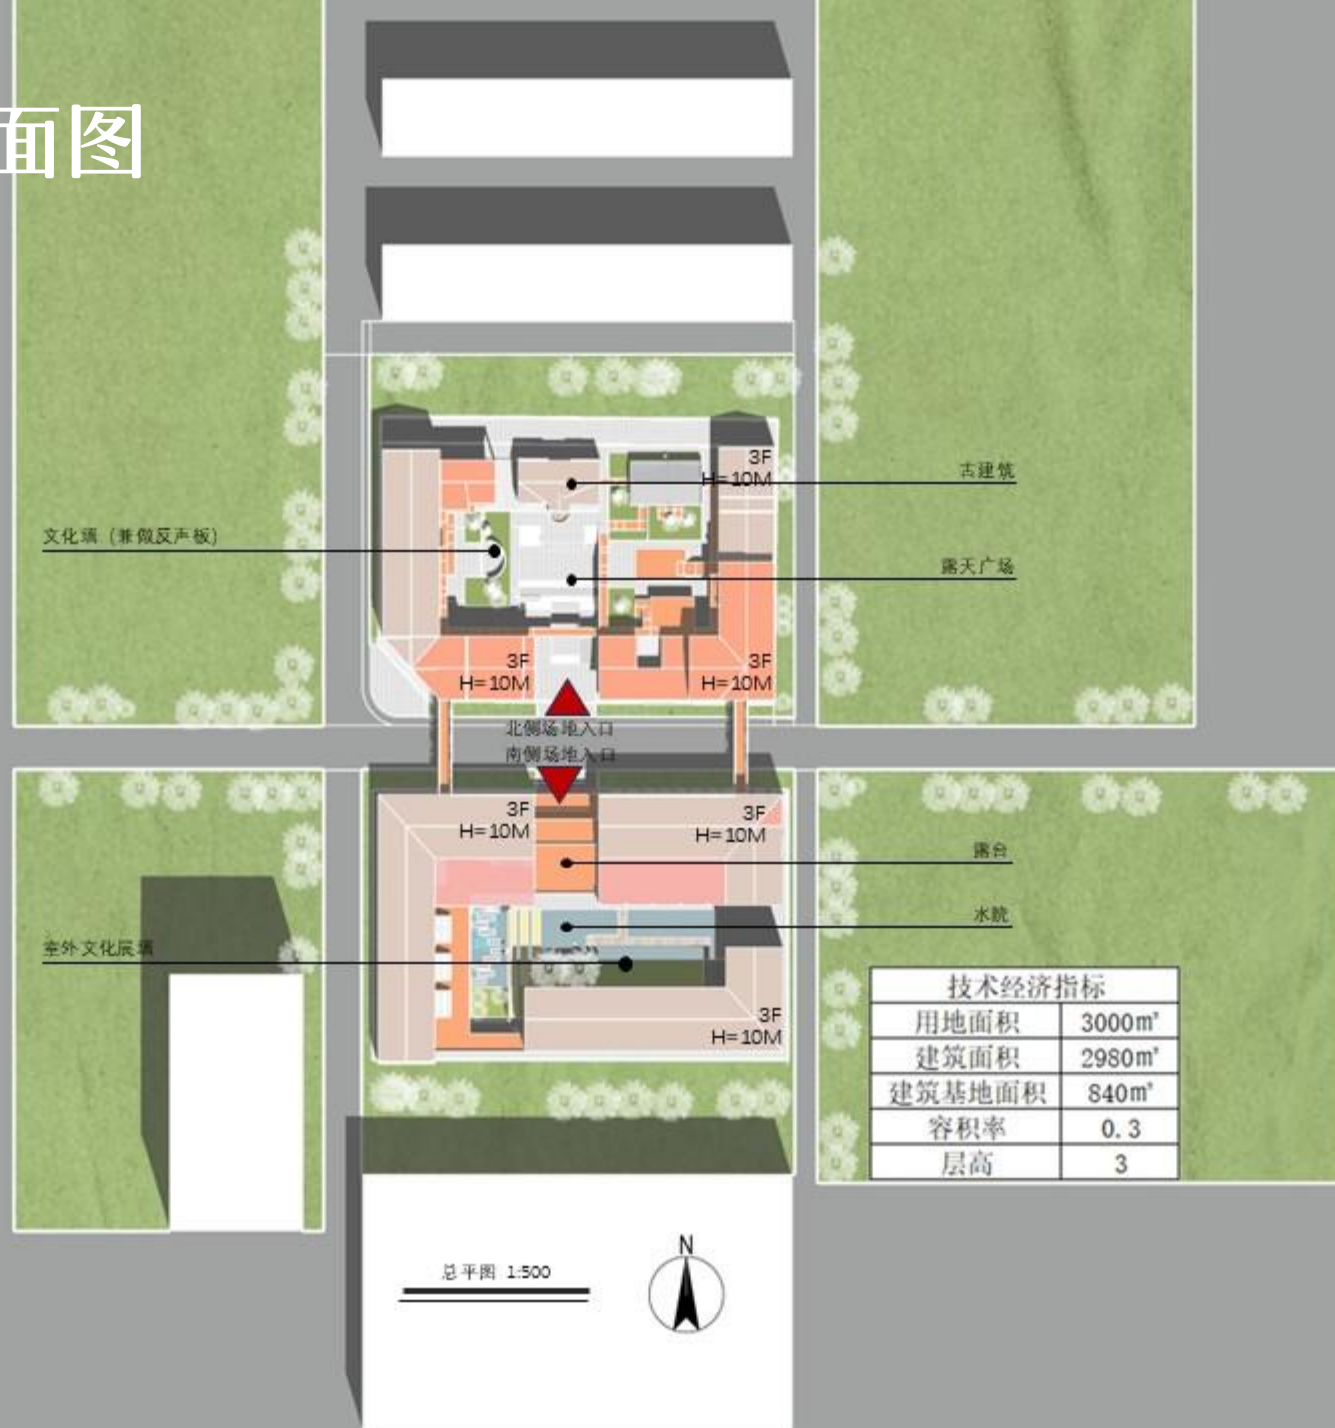 面图
3F
H=10M
古建筑
文化墙（兼做反声板）
露天广场
3F
H=10M
3F
H=10M
北侧场地入口
南侧场地入口
3F
H=10M
3F
H=10M
露台
水院
室外文化展墙
3F
H=10M
技术经济指标
用地面积 3000㎡
建筑面积 2980㎡
建筑基地面积 840㎡
容积率 0.3
层高 3
N
总平图 1:500